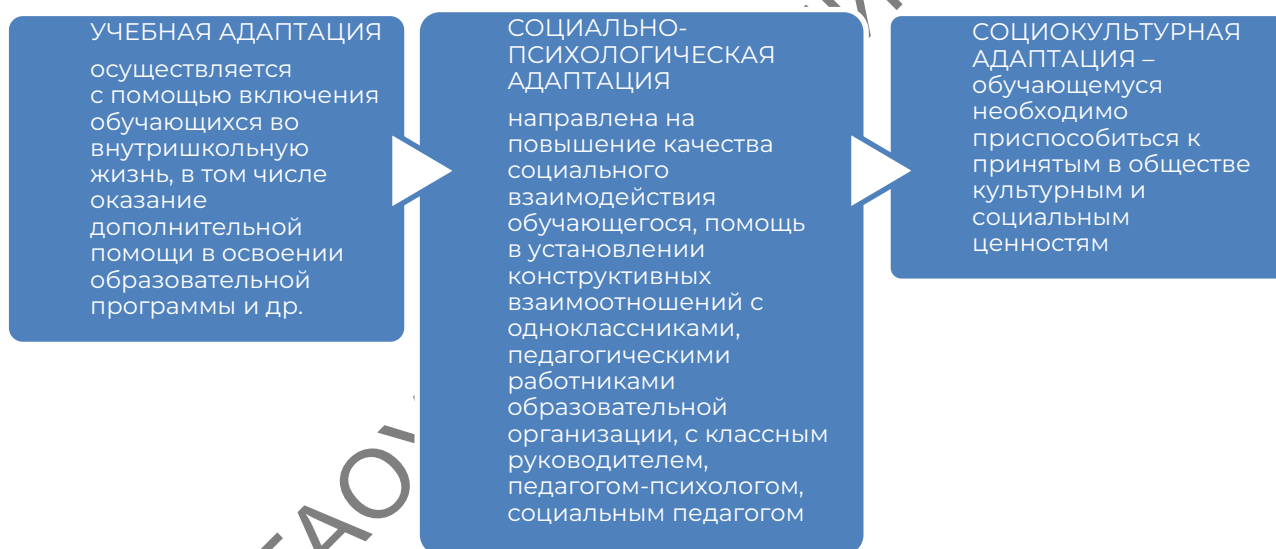 УЧЕБНАЯ АДАПТАЦИЯ
осуществляется
с помощью включения
обучающихся во
внутришкольную
жизнь, в том числе
оказание
дополнительной
помощи в освоении
образовательной
программы и др.
СОЦИАЛЬНО-
ПСИХОЛОГИЧЕСКАЯ
АДАПТАЦИЯ
направлена на
повышение качества
социального
взаимодействия
обучающегося, помощь
в установлении
конструктивных
взаимоотношений с
одноклассниками,
педагогическими
работниками
образовательной
организации, с классным
руководителем,
педагогом-психологом,
социальным педагогом
СОЦИОКУЛЬТУРНАЯ
АДАПТАЦИЯ –
обучающемуся
необходимо
приспособиться к
принятым в обществе
культурным и
социальным
ценностям